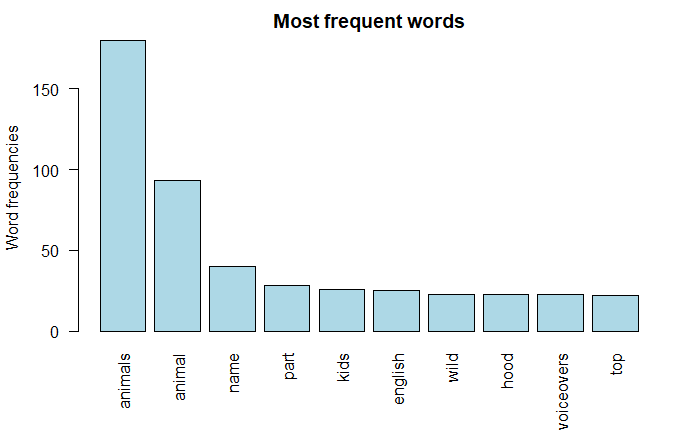 Most frequent words
Word frequencies
150
100
50
0
animals
animal
name
part
kids
english
wild
hood
voiceovers
top